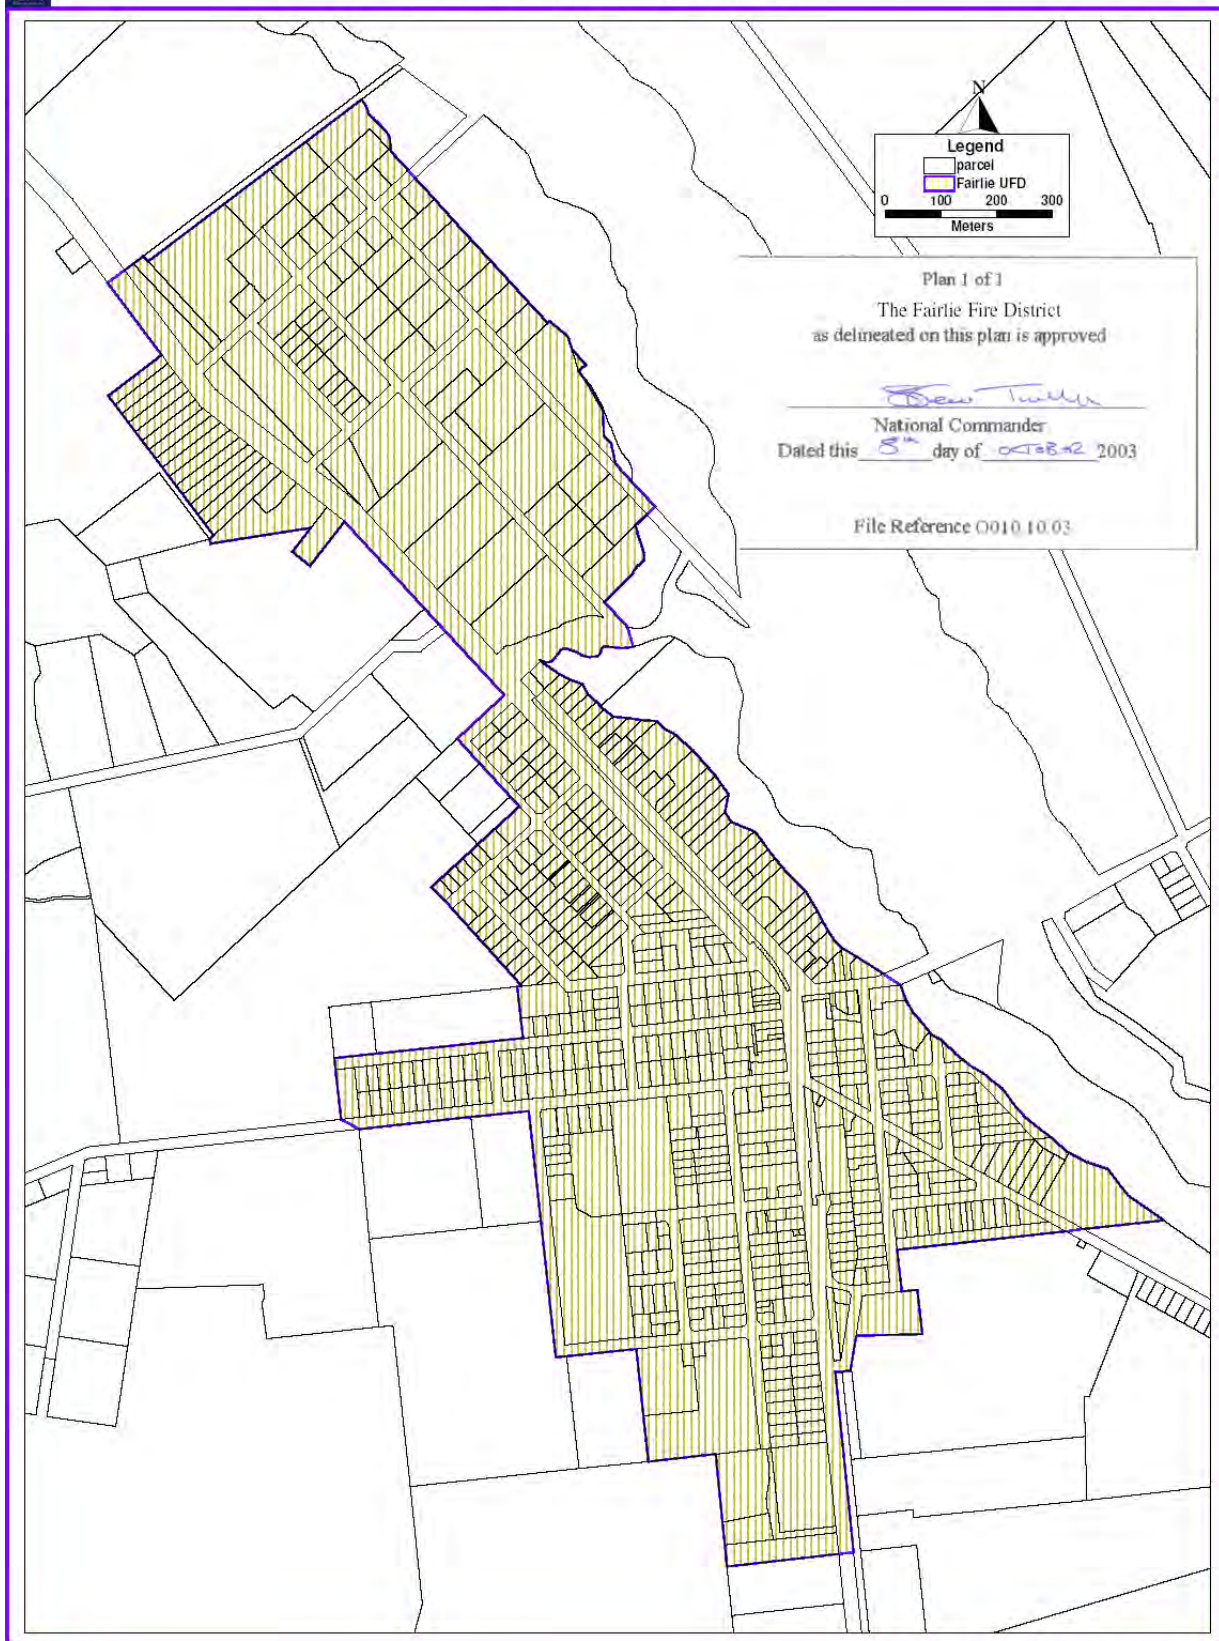 N
Legend
parcel
Fairlie UFD
0 100 200 300
Meters
Plan 1 of 1
The Fairlie Fire District
as delineated on this plan is approved
National Commander
Dated this 8th day of OCTOBER 2003
File Reference O010.10.03